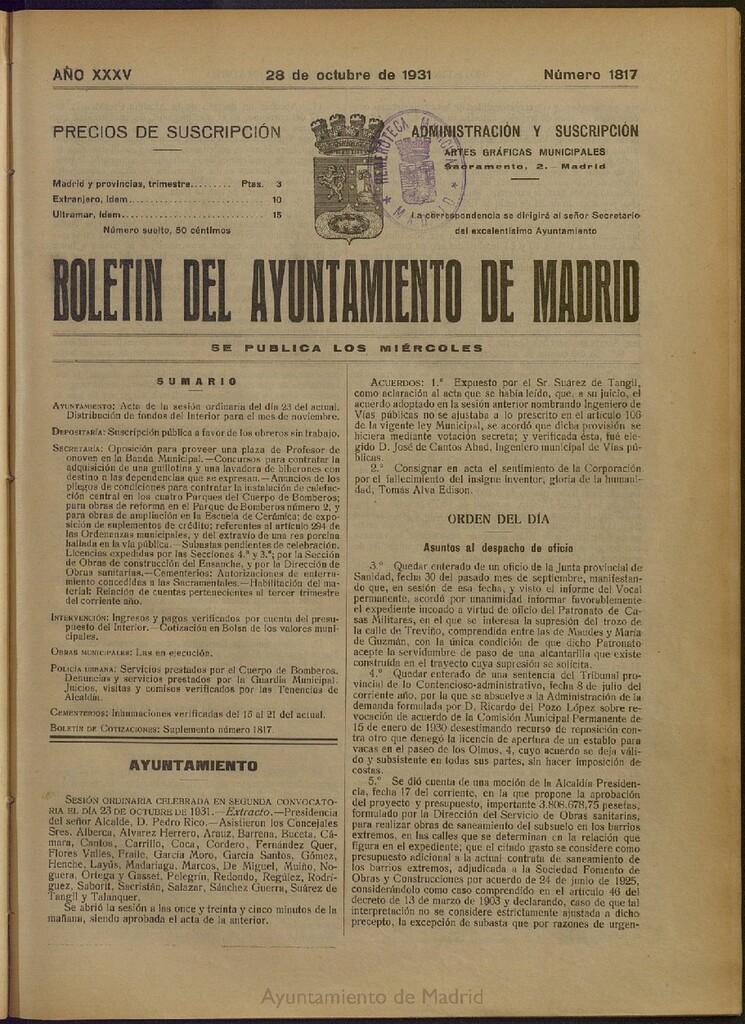 AÑO XXXV 28 de octubre de 1931 Número 1817
PRECIOS DE SUSCRIPCIÓN
Madrid y provincias, trimestre........ Ptas. 3
Extranjero, ídem........................ 10
Ultramar, ídem........................... 15
Número suelto, 50 céntimos
HEMEROTECA MUNICIPAL
* MADRID *
ADMINISTRACIÓN Y SUSCRIPCIÓN
ARTES GRÁFICAS MUNICIPALES
Sacramento, 2.-Madrid
La correspondencia se dirigirá al señor Secretario
del excelentísimo Ayuntamiento
BOLETIN DEL AYUNTAMIENTO DE MADRID
SE PUBLICA LOS MIÉRCOLES
SUMARIO
AYUNTAMIENTO: Acta de la sesión ordinaria del día 23 del actual.
Distribución de fondos del Interior para el mes de noviembre.
DEPOSITARÍA: Suscripción pública a favor de los obreros sin trabajo.
SECRETARÍA: Oposición para proveer una plaza de Profesor de
onoven en la Banda Municipal.—Concursos para contratar la
adquisición de una guillotina y una lavadora de biberones con
destino a las dependencias que se expresan.—Anuncios de los
pliegos de condiciones para contratar la instalación de calefac-
ción central en los cuatro Parques del Cuerpo de Bomberos;
para obras de reforma en el Parque de Bomberos número 2, y
para obras de ampliación en la Escuela de Cerámica; de expo-
sición de suplementos de crédito; referentes al artículo 294 de
las Ordenanzas municipales, y del extravío de una res porcina
hallada en la vía pública.—Subastas pendientes de celebración.
Licencias expedidas por las Secciones 4.ª y 3.ª; por la Sección
de Obras de construcción del Ensanche, y por la Dirección de
Obras sanitarias.—Cementerios: Autorizaciones de enterra-
miento concedidas a las Sacramentales.—Habilitación del ma-
terial: Relación de cuentas pertenecientes al tercer trimestre
del corriente año.
INTERVENCIÓN: Ingresos y pagos verificados por cuenta del presu-
puesto del Interior.—Cotización en Bolsa de los valores muni-
cipales.
OBRAS MUNICIPALES: Las en ejecución.
POLICÍA URBANA: Servicios prestados por el Cuerpo de Bomberos.
Denuncias y servicios prestados por la Guardia Municipal.
Juicios, visitas y comisos verificados por las Tenencias de
Alcaldía.
CEMENTERIOS: Inhumaciones verificadas del 15 al 21 del actual.
BOLETÍN DE COTIZACIONES: Suplemento número 1817.
AYUNTAMIENTO
SESIÓN ORDINARIA CELEBRADA EN SEGUNDA CONVOCATO-
RIA EL DÍA 23 DE OCTUBRE DE 1931.—Extracto.—Presidencia
del señor Alcalde, D. Pedro Rico.—Asistieron los Concejales
Sres. Alberca, Alvarez Herrero, Arauz, Barrena, Buceta, Cá-
mara, Cantos, Carrillo, Coca, Cordero, Fernández Quer,
Flores Valles, Fraile, García Moro, García Santos, Gómez,
Henche, Layús, Madariaga, Marcos, De Miguel, Muiño, No-
guera, Ortega y Gasset, Pelegrín, Redondo, Regúlez, Rodrí-
guez, Saborit, Sacristán, Salazar, Sánchez Guerra, Suárez de
Tangil y Talanquer.
Se abrió la sesión a las once y treinta y cinco minutos de la
mañana, siendo aprobada el acta de la anterior.
ACUERDOS: 1.º Expuesto por el Sr. Suárez de Tangil,
como aclaración al acta que se había leído, que, a su juicio, el
acuerdo adoptado en la sesión anterior nombrando Ingeniero de
Vías públicas no se ajustaba a lo prescrito en el artículo 106
de la vigente ley Municipal, se acordó que dicha provisión se
hiciera mediante votación secreta; y verificada ésta, fué ele-
gido D. José de Cantos Abad, Ingeniero municipal de Vías pú-
blicas.
2.º Consignar en acta el sentimiento de la Corporación
por el fallecimiento del insigne inventor, gloria de la humani-
dad, Tomás Alva Edison.
ORDEN DEL DÍA
Asuntos al despacho de oficio
3.º Quedar enterado de un oficio de la Junta provincial de
Sanidad, fecha 30 del pasado mes de septiembre, manifestan-
do que, en sesión de esa fecha, y visto el informe del Vocal
permanente, acordó por unanimidad informar favorablemente
el expediente incoado a virtud de oficio del Patronato de Ca-
sas Militares, en el que se interesa la supresión del trozo de
la calle de Treviño, comprendida entre las de Maudes y María
de Guzmán, con la única condición de que dicho Patronato
acepte la servidumbre de paso de una alcantarilla que existe
construída en el trayecto cuya supresión se solicita.
4.º Quedar enterado de una sentencia del Tribunal pro-
vincial de lo Contencioso-administrativo, fecha 8 de julio del
corriente año, por la que se absuelve a la Administración de la
demanda formulada por D. Ricardo del Pozo López sobre re-
vocación de acuerdo de la Comisión Municipal Permanente de
15 de enero de 1930 desestimando recurso de reposición con-
tra otro que denegó la licencia de apertura de un establo para
vacas en el paseo de los Olmos, 4, cuyo acuerdo se deja váli-
do y subsistente en todas sus partes, sin hacer imposición de
costas.
5.º Se dió cuenta de una moción de la Alcaldía Presiden-
cia, fecha 17 del corriente, en la que propone la aprobación
del proyecto y presupuesto, importante 3.808.678,75 pesetas,
formulado por la Dirección del Servicio de Obras sanitarias,
para realizar obras de saneamiento del subsuelo en los barrios
extremos, en las calles que se determinan en la relación que
figura en el expediente; que el citado gasto se considere como
presupuesto adicional a la actual contrata de saneamiento de
los barrios extremos, adjudicada a la Sociedad Fomento de
Obras y Construcciones por acuerdo de 24 de junio de 1925,
considerándolo como caso comprendido en el artículo 46 del
decreto de 13 de marzo de 1903 y declarando, caso de que tal
interpretación no se considere estrictamente ajustada a dicho
precepto, la excepción de subasta que por razones de urgen-
Ayuntamiento de Madrid